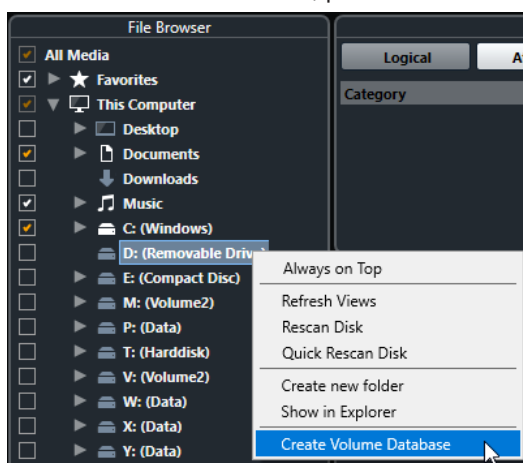 File Browser
All Media
Favorites
This Computer
Desktop
Documents
Downloads
Music
C: (Windows)
D: (Removable Driv
E: (Compact Disc)
M: (Volume2)
P: (Data)
T: (Harddisk)
V: (Volume2)
W: (Data)
X: (Data)
Y: (Data)
Logical
A
Category
Always on Top
Refresh Views
Rescan Disk
Quick Rescan Disk
Create new folder
Show in Explorer
Create Volume Database